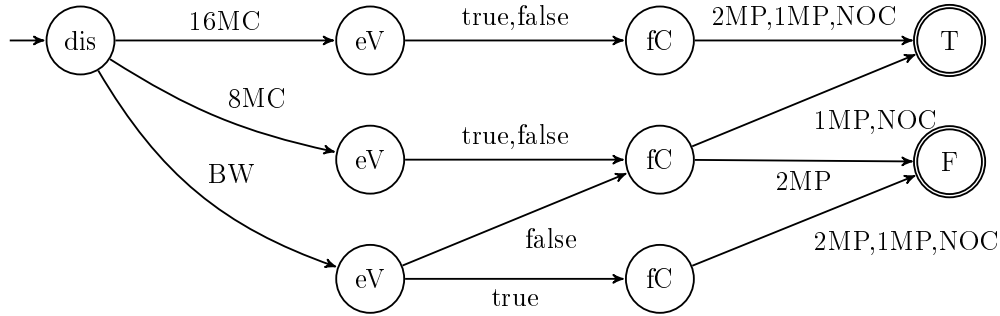 16MC
true,false
2MP,1MP,NOC
dis
eV
fC
T
8MC
true,false
1MP,NOC
eV
fC
F
BW
2MP
false
2MP,1MP,NOC
eV
fC
true